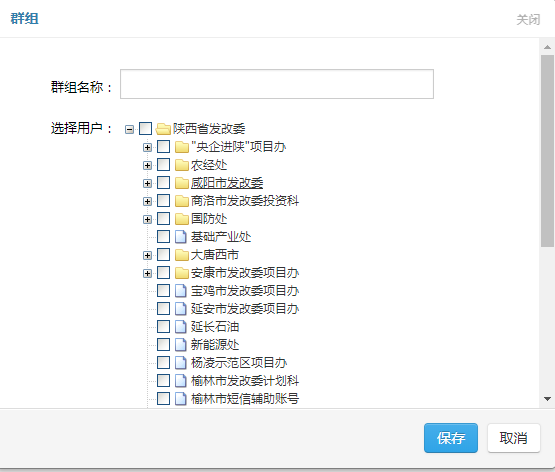 群组 关闭
群组名称：
选择用户： 陕西省发改委
"央企进陕"项目办
农经处
咸阳市发改委
商洛市发改委投资科
国防处
基础产业处
大唐西市
安康市发改委项目办
宝鸡市发改委项目办
延安市发改委项目办
延长石油
新能源处
杨凌示范区项目办
榆林市发改委计划科
榆林市短信辅助账号
保存 取消